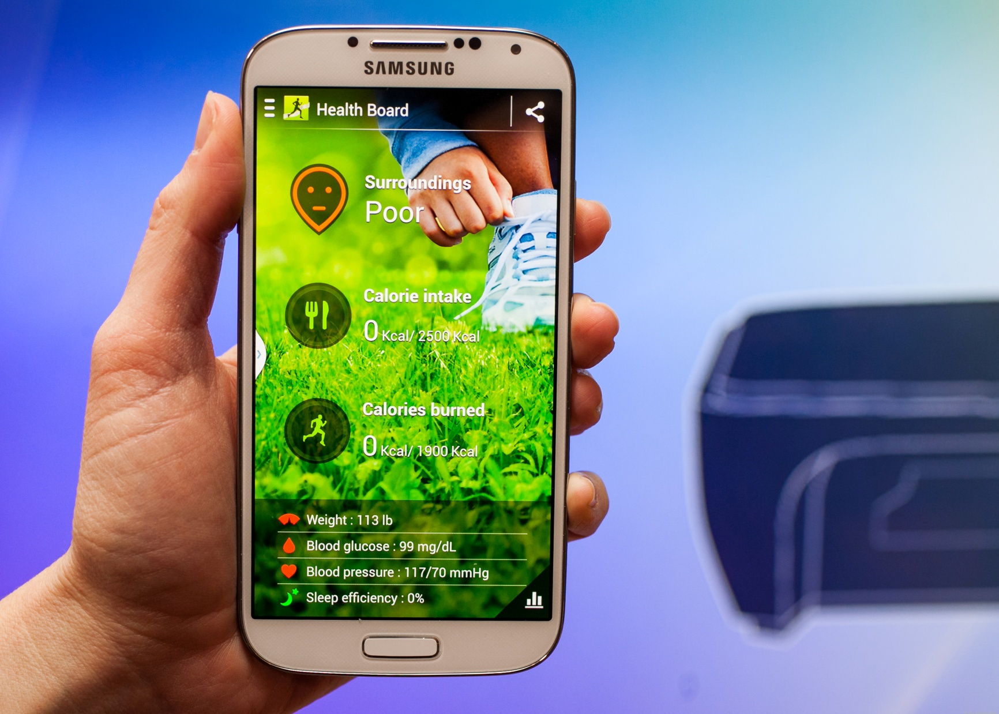 SAMSUNG
Health Board
Surroundings
Poor
Calorie intake
0 Kcal/ 2500 Kcal
Calories burned
0 Kcal/ 1900 Kcal
Weight : 113 lb
Blood glucose : 99 mg/dL
Blood pressure : 117/70 mmHg
Sleep efficiency : 0%